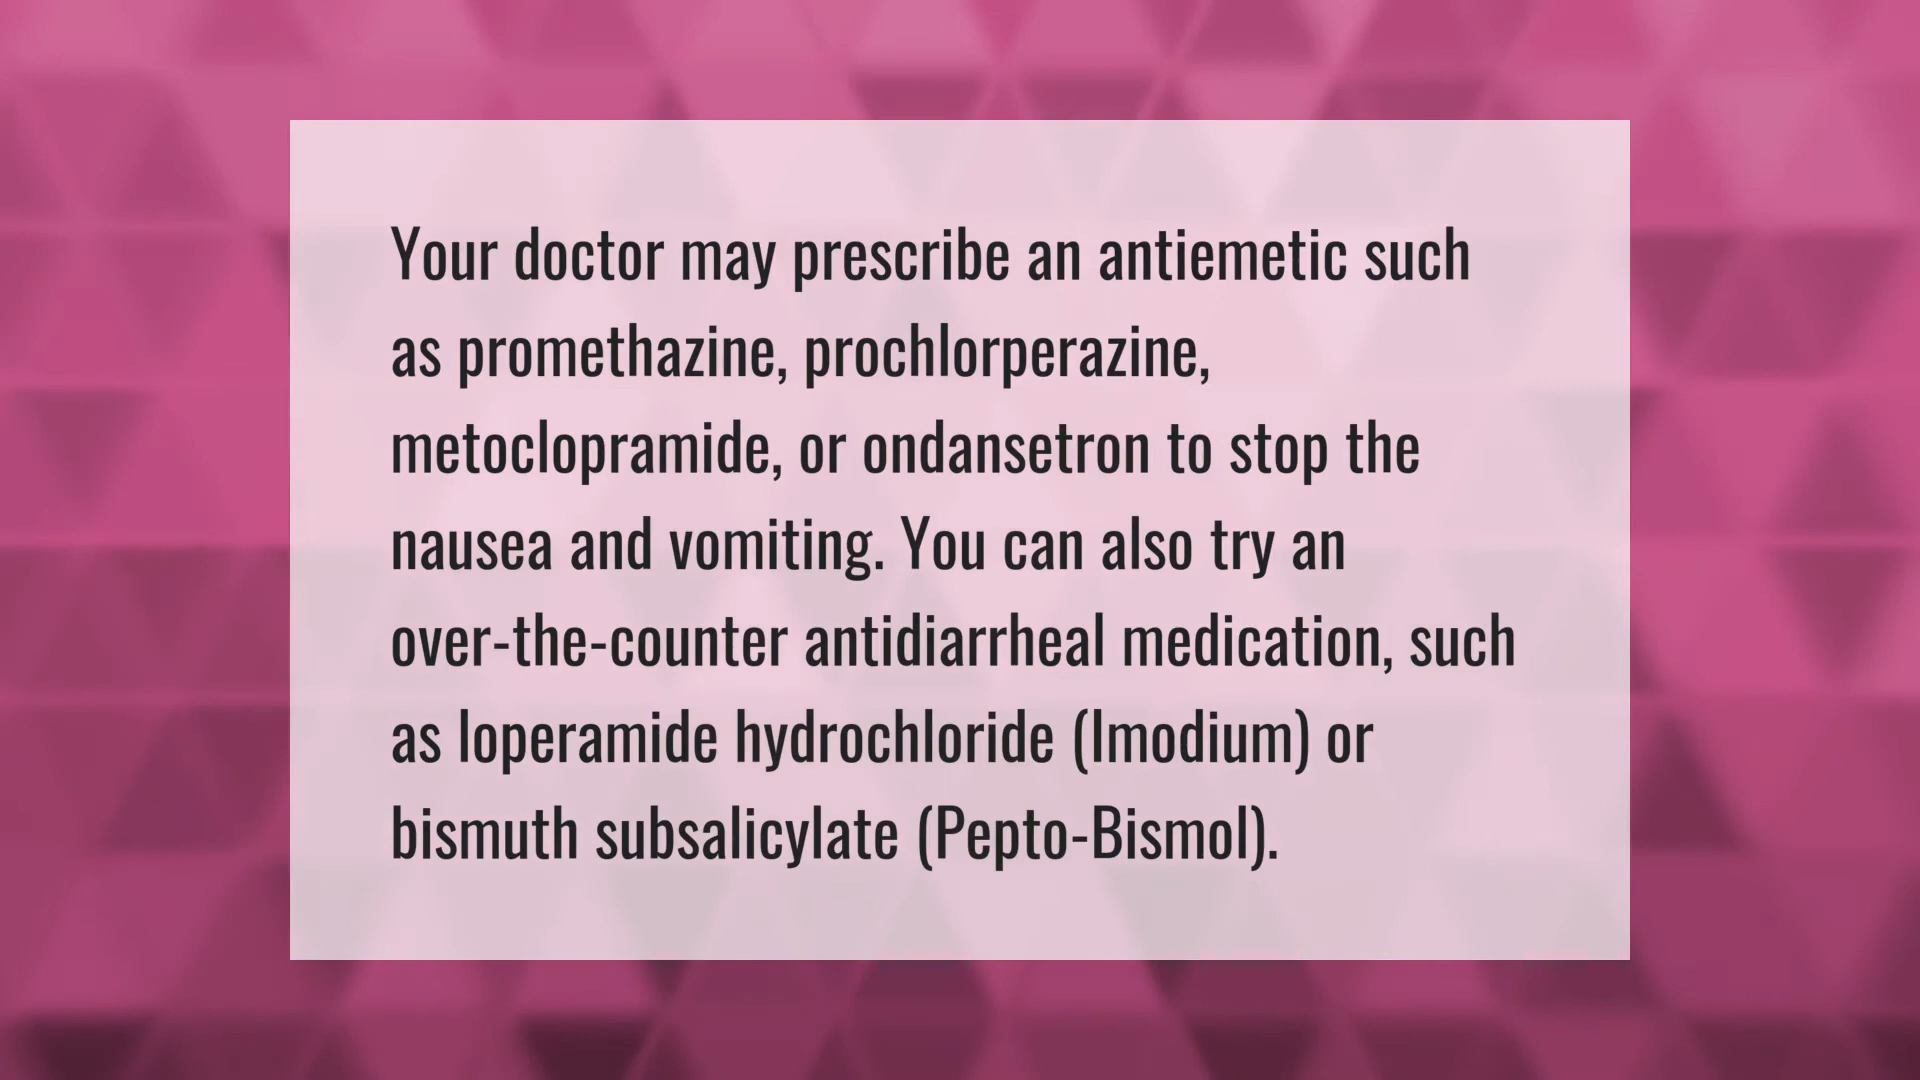 Your doctor may prescribe an antiemetic such
as promethazine, prochlorperazine,
metoclopramide, or ondansetron to stop the
nausea and vomiting. You can also try an
over-the-counter antidiarrheal medication, such
as loperamide hydrochloride (Imodium) or
bismuth subsalicylate (Pepto-Bismol).